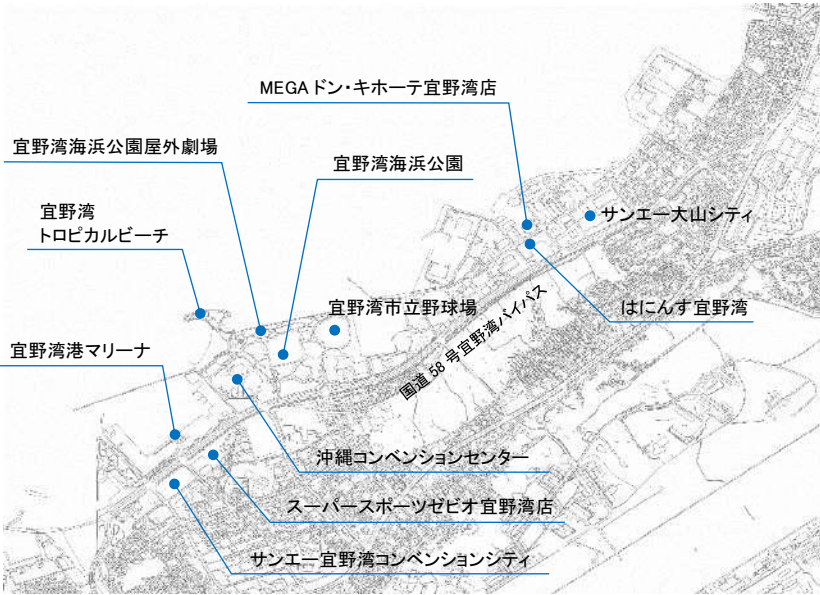 MEGAドン・キホーテ宜野湾店
宜野湾海浜公園屋外劇場
宜野湾海浜公園
宜野湾
トロピカルビーチ
サンエー大山シティ
宜野湾市立野球場
はにんす宜野湾
国道58号宜野湾バイパス
宜野湾港マリーナ
沖縄コンベンションセンター
スーパースポーツゼビオ宜野湾店
サンエー宜野湾コンベンションシティ